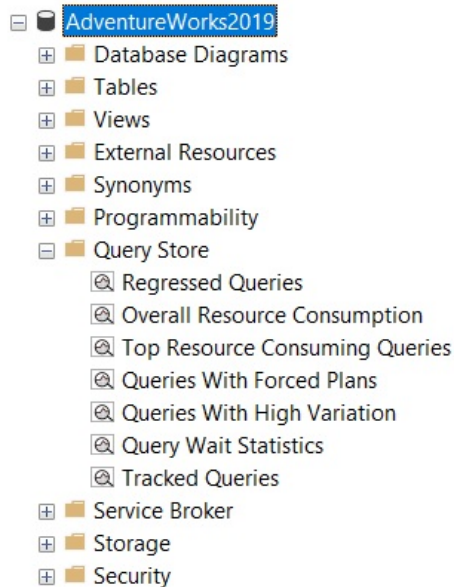 AdventureWorks2019
Database Diagrams
Tables
Views
External Resources
Synonyms
Programmability
Query Store
Regressed Queries
Overall Resource Consumption
Top Resource Consuming Queries
Queries With Forced Plans
Queries With High Variation
Query Wait Statistics
Tracked Queries
Service Broker
Storage
Security